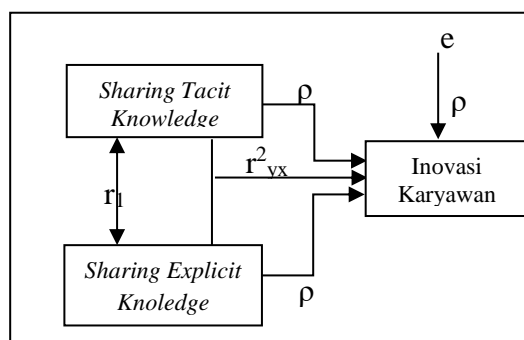 e
Sharing Tacit
Knowledge
ρ
ρ
r²yx
Inovasi
Karyawan
r1
Sharing Explicit
Knoledge
ρ